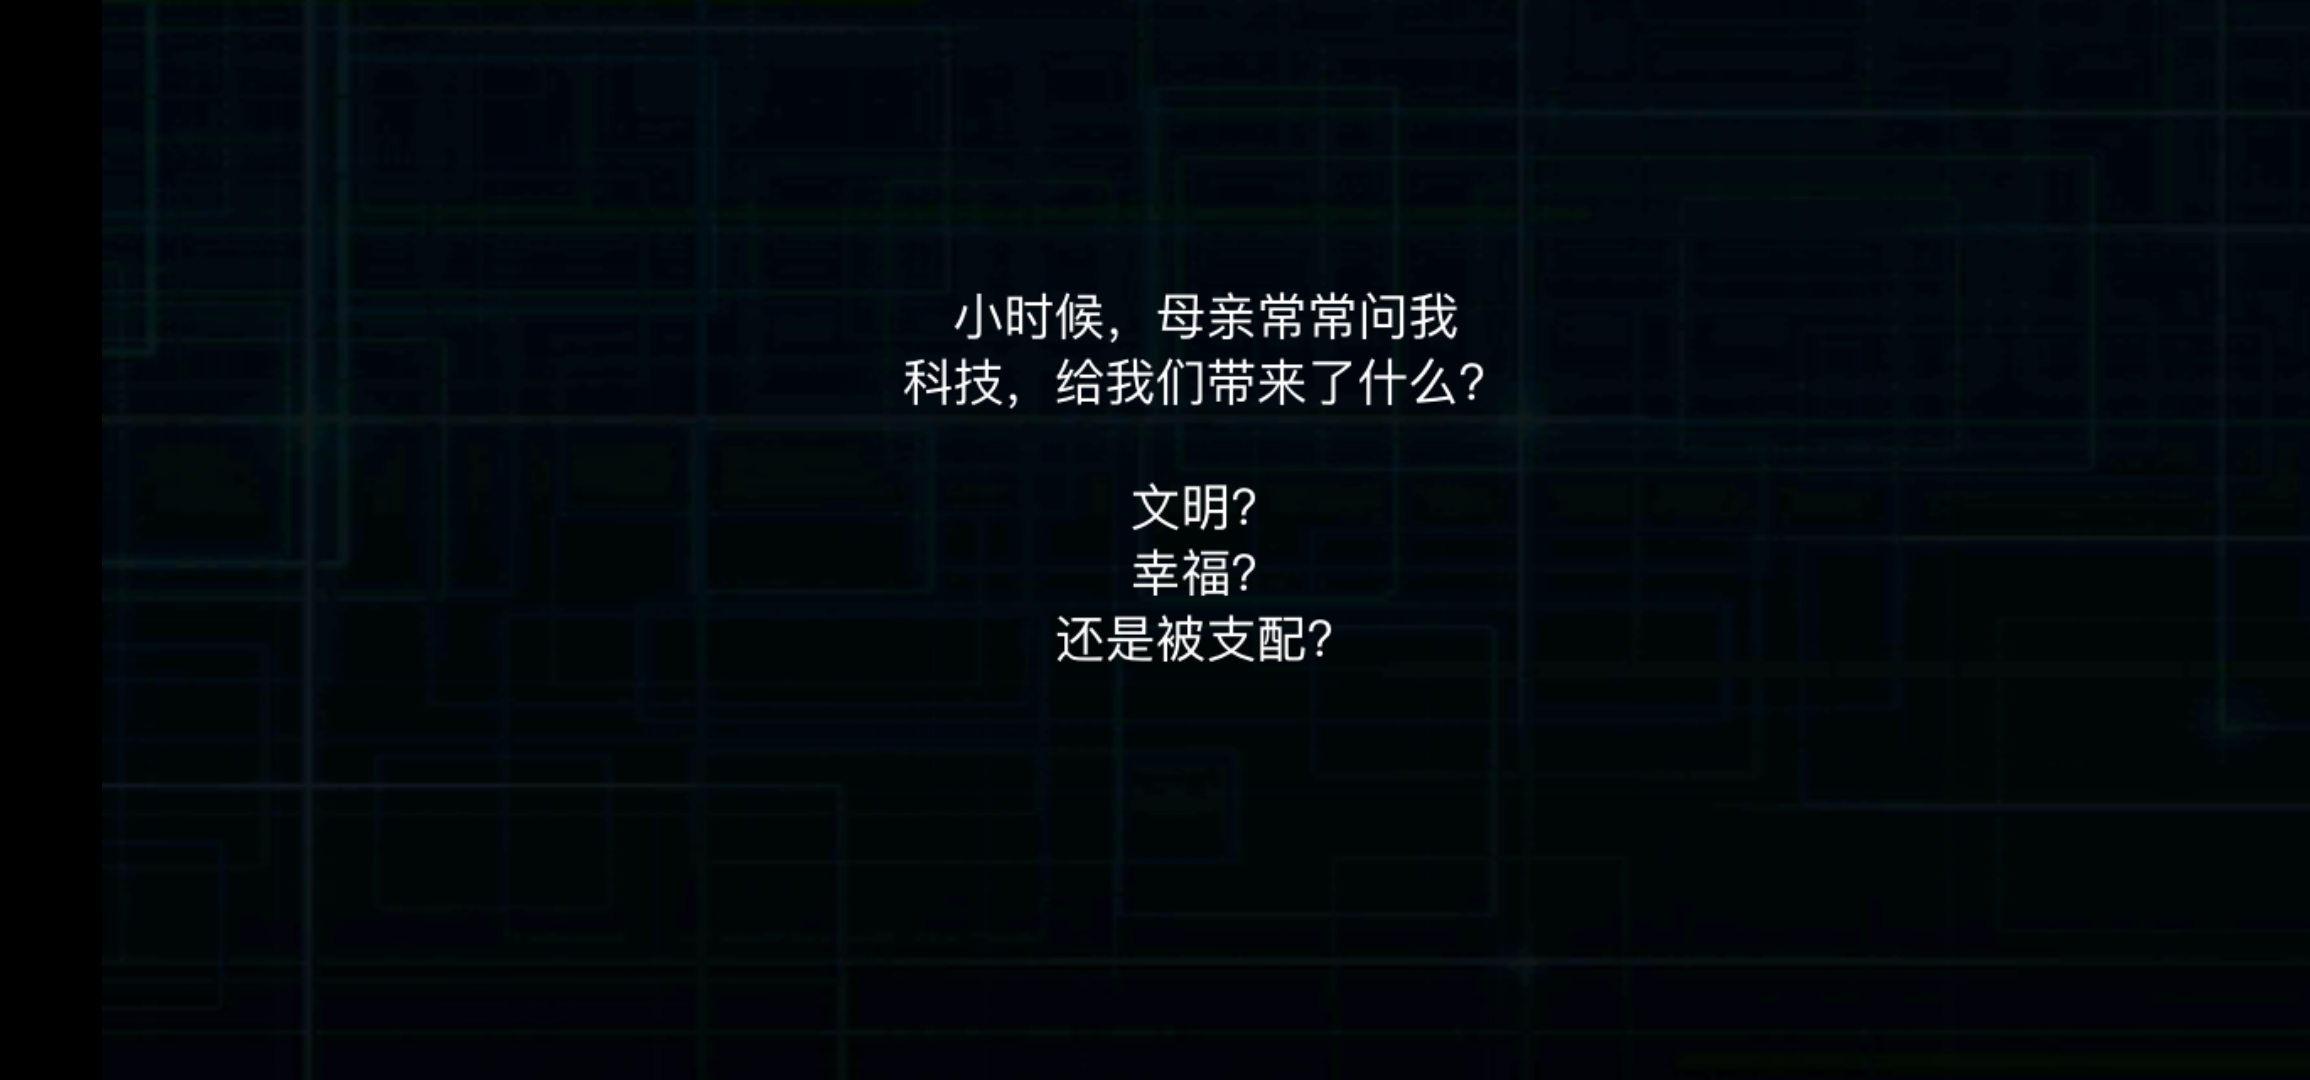 小时候，母亲常常问我
科技，给我们带来了什么？
文明？
幸福？
还是被支配？